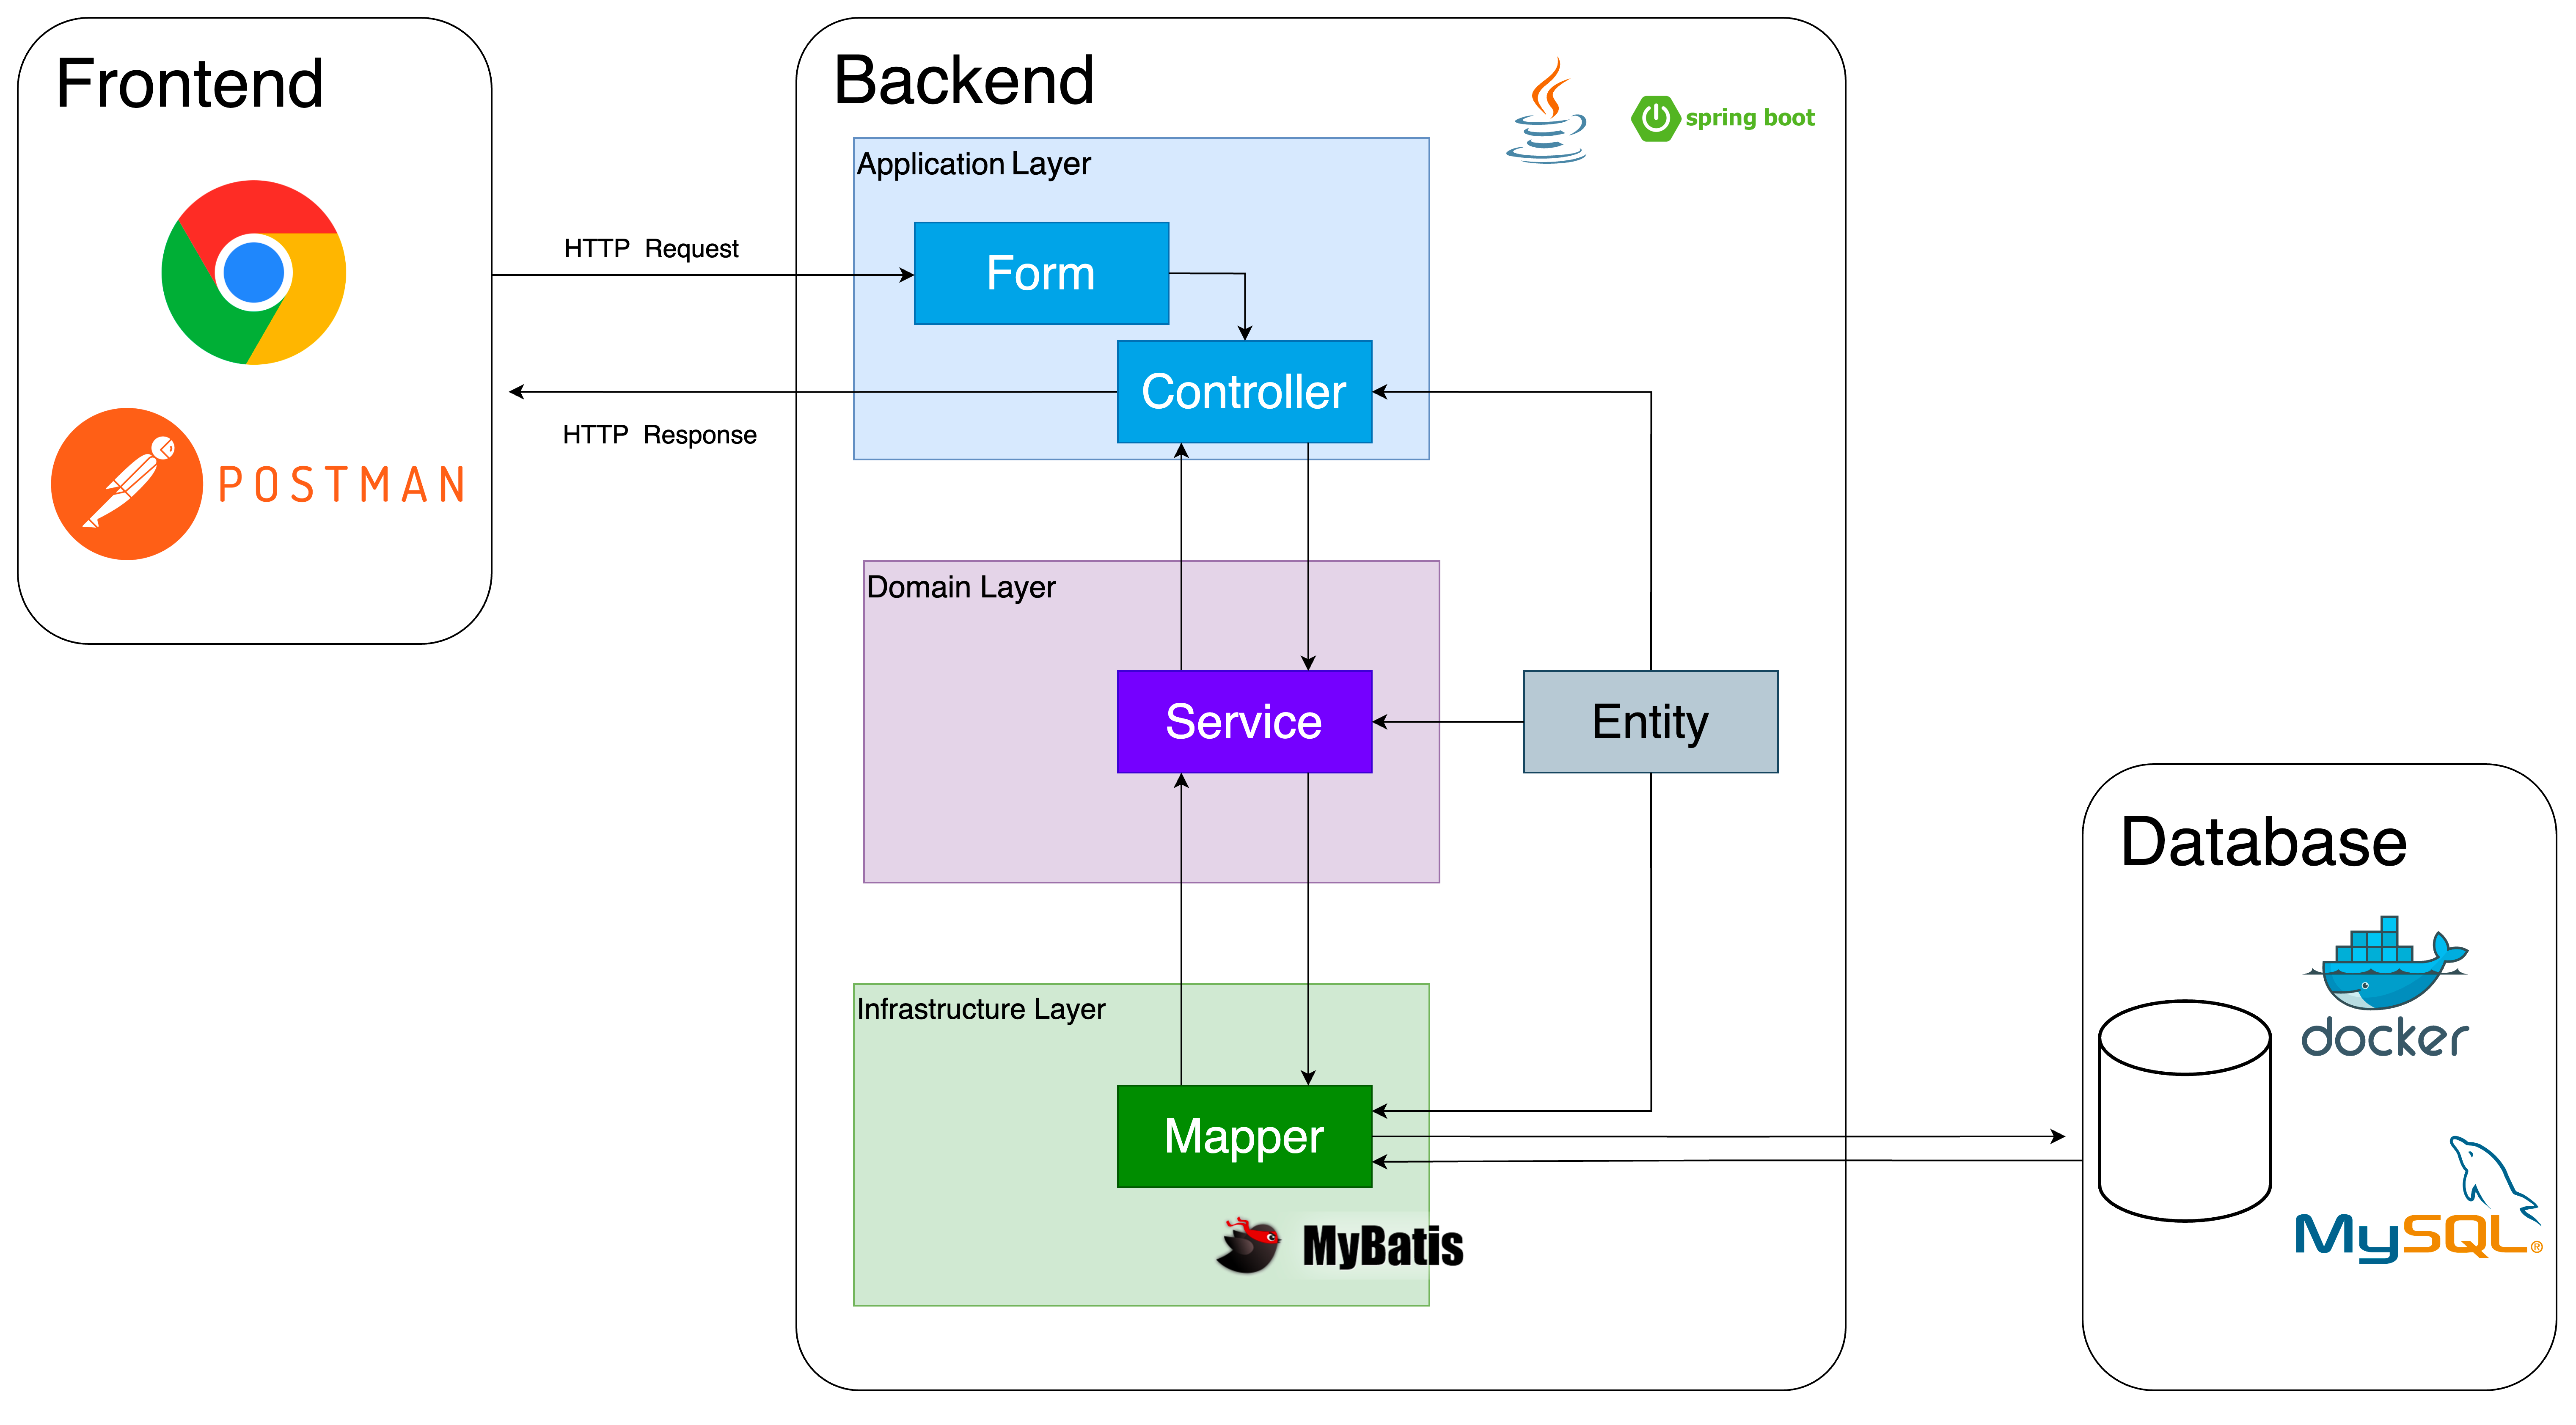 Frontend
POSTMAN
HTTP Request
HTTP Response
Backend
spring boot
Application Layer
Form
Controller
Domain Layer
Service
Entity
Infrastructure Layer
Mapper
MyBatis
Database
docker
MySQL®